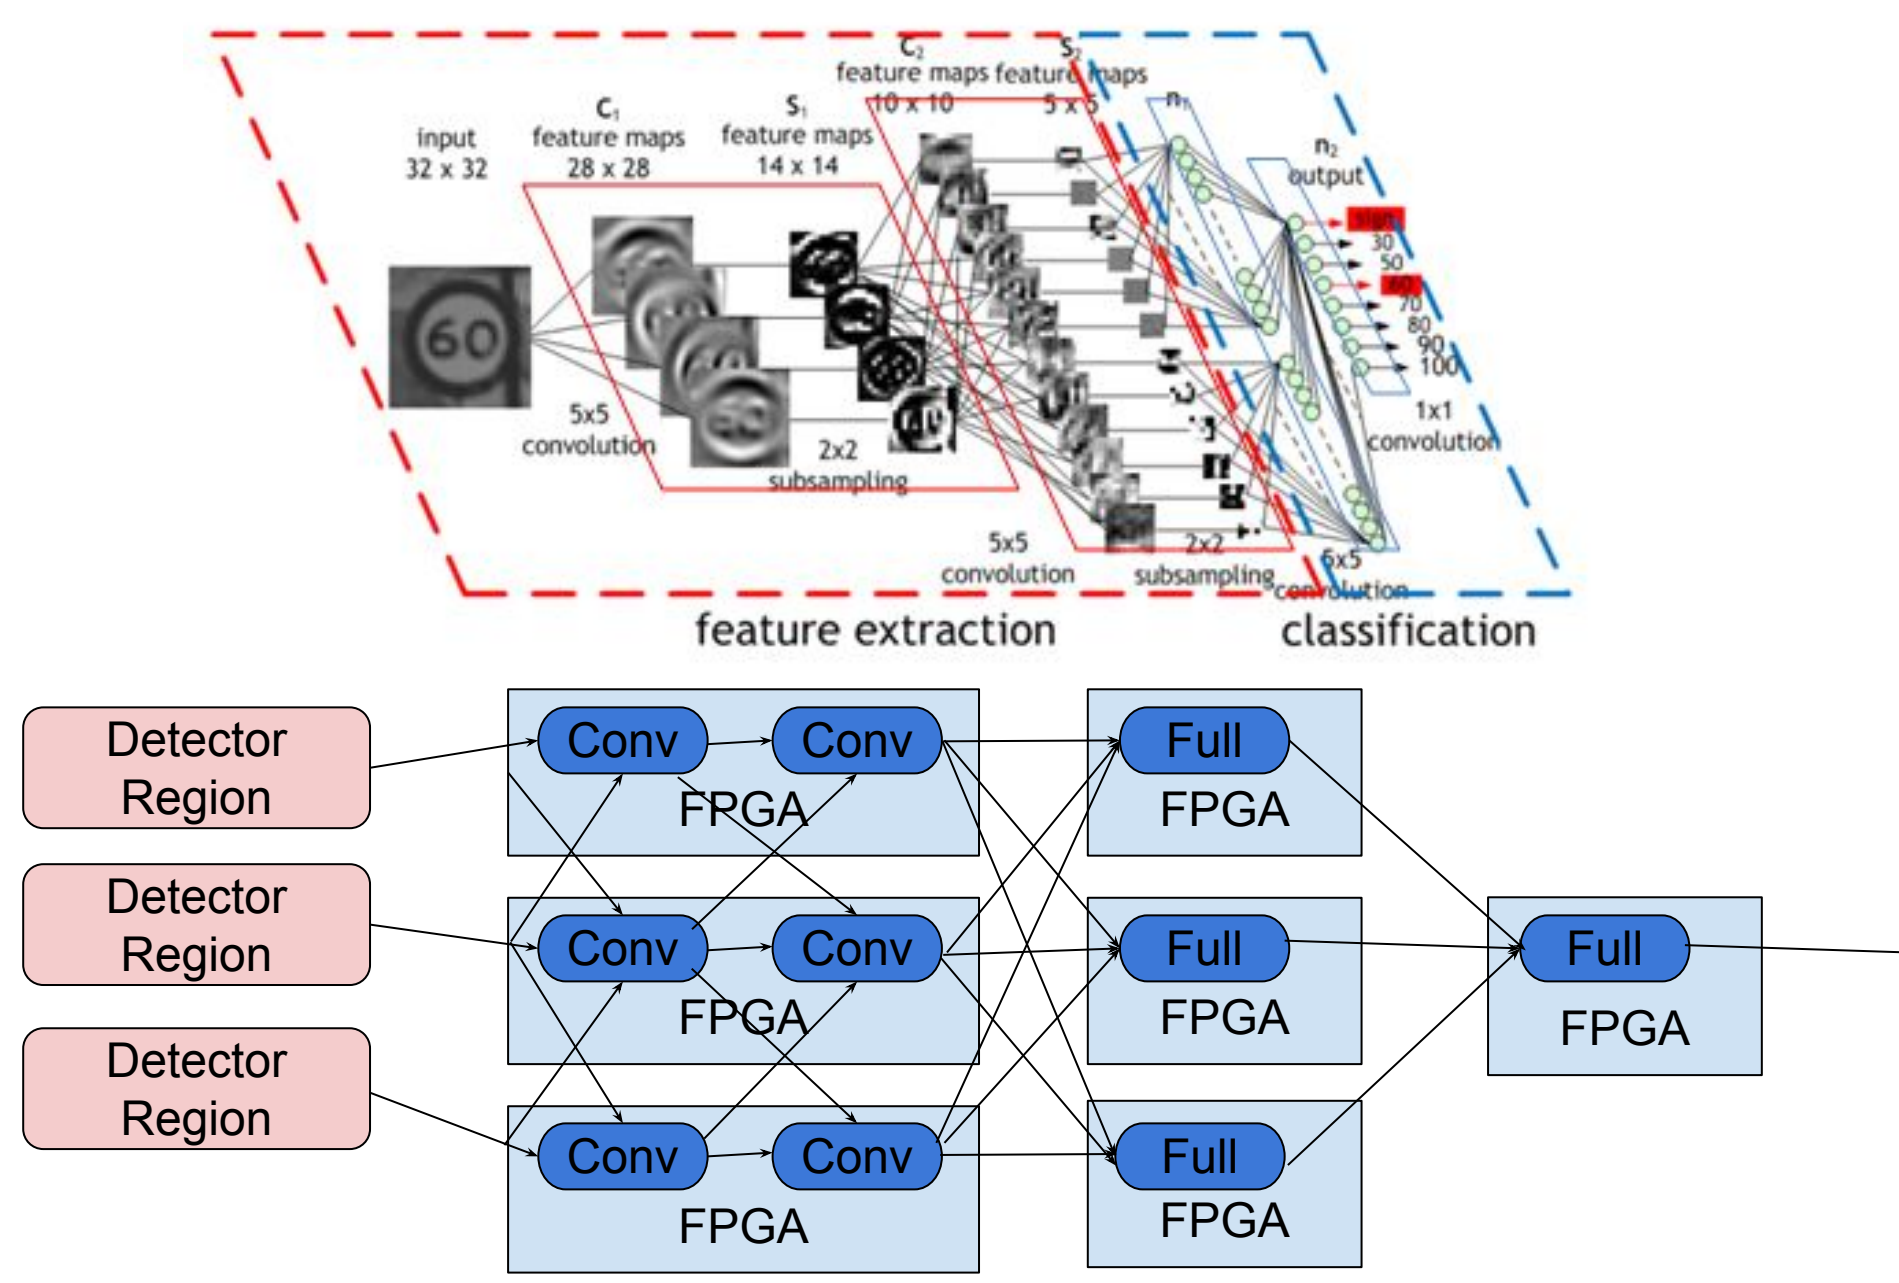 input
32 x 32
C₁
feature maps
28 x 28
S₁
feature maps
14 x 14
C₂
feature maps
10 x 10
S₂
feature maps
5 x 5
n₁
n₂
output
60
sign
30
50
60
70
80
90
100
5x5
convolution
2x2
subsampling
5x5
convolution
2x2
subsampling
5x5
convolution
1x1
convolution
feature extraction
classification
Detector
Region
Conv
Conv
FPGA
Full
FPGA
Detector
Region
Conv
Conv
FPGA
Full
FPGA
Full
FPGA
Detector
Region
Conv
Conv
FPGA
Full
FPGA